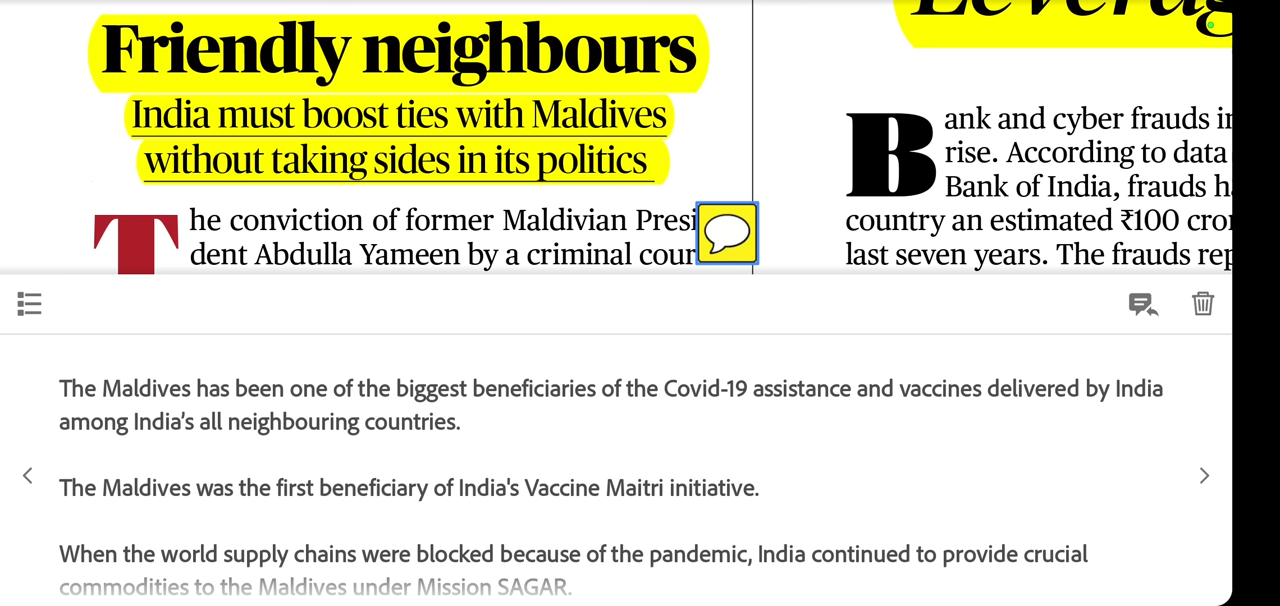 Friendly neighbours
India must boost ties with Maldives
without taking sides in its politics
The conviction of former Maldivian Presi
dent Abdulla Yameen by a criminal cour
Bank and cyber frauds in
rise. According to data
Bank of India, frauds h
country an estimated ₹100 cror
last seven years. The frauds rep
The Maldives has been one of the biggest beneficiaries of the Covid-19 assistance and vaccines delivered by India
among India's all neighbouring countries.
The Maldives was the first beneficiary of India's Vaccine Maitri initiative.
When the world supply chains were blocked because of the pandemic, India continued to provide crucial
commodities to the Maldives under Mission SAGAR.